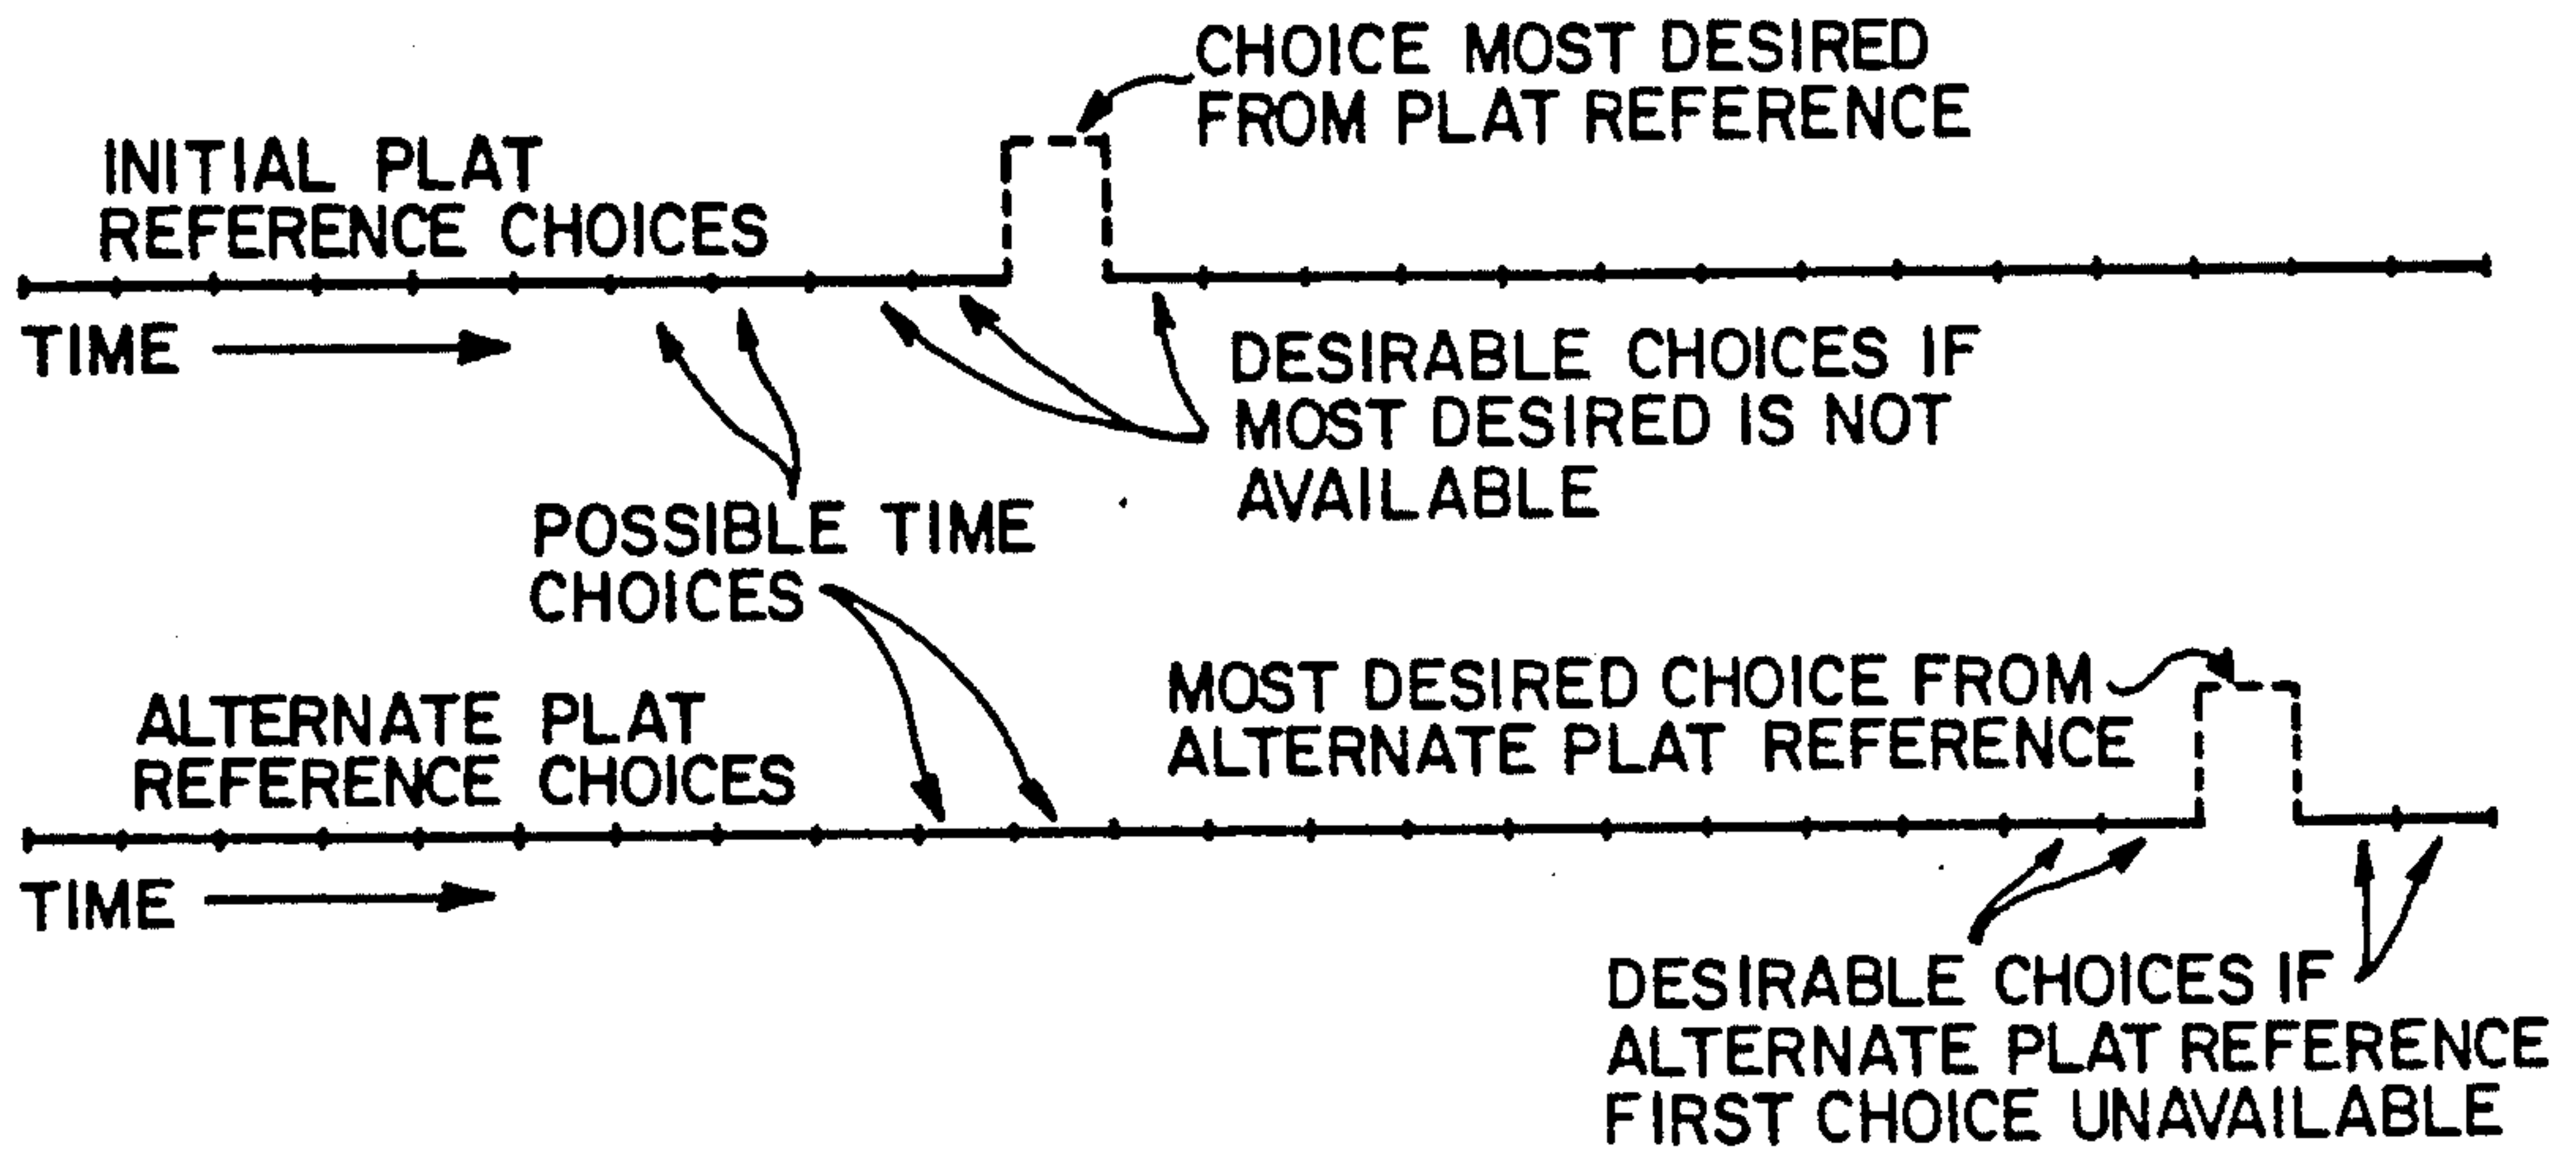 CHOICE MOST DESIRED
FROM PLAT REFERENCE
INITIAL PLAT
REFERENCE CHOICES
TIME
DESIRABLE CHOICES IF
MOST DESIRED IS NOT
AVAILABLE
POSSIBLE TIME
CHOICES
MOST DESIRED CHOICE FROM
ALTERNATE PLAT REFERENCE
ALTERNATE PLAT
REFERENCE CHOICES
TIME
DESIRABLE CHOICES IF
ALTERNATE PLAT REFERENCE
FIRST CHOICE UNAVAILABLE